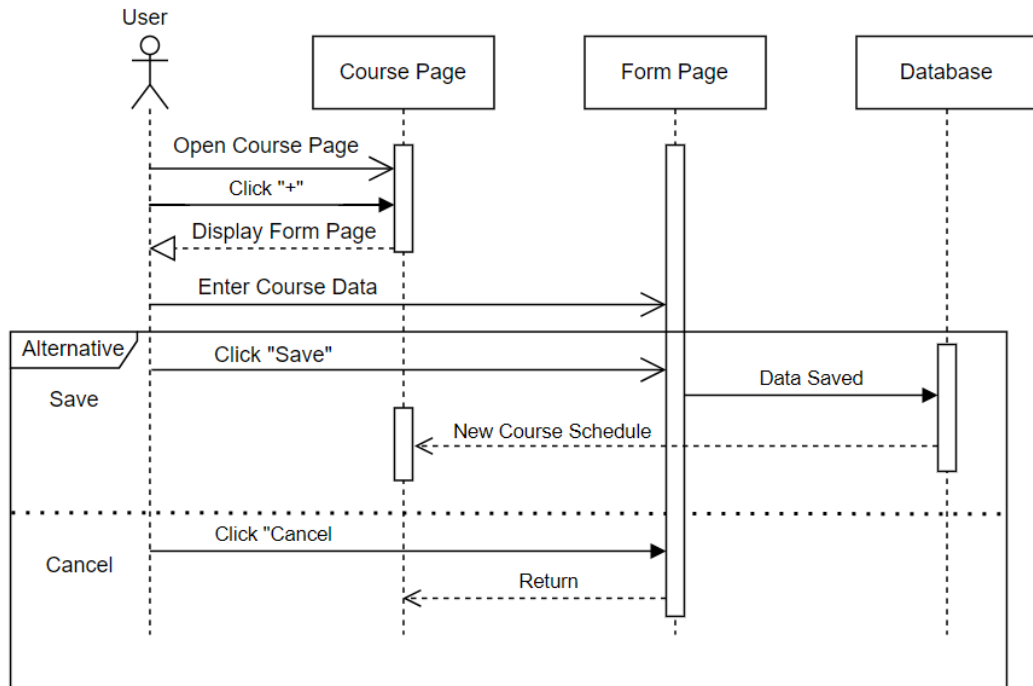 User
Course Page
Form Page
Database
Open Course Page
Click "+"
Display Form Page
Enter Course Data
Alternative
Click "Save"
Save
Data Saved
New Course Schedule
Click "Cancel
Cancel
Return